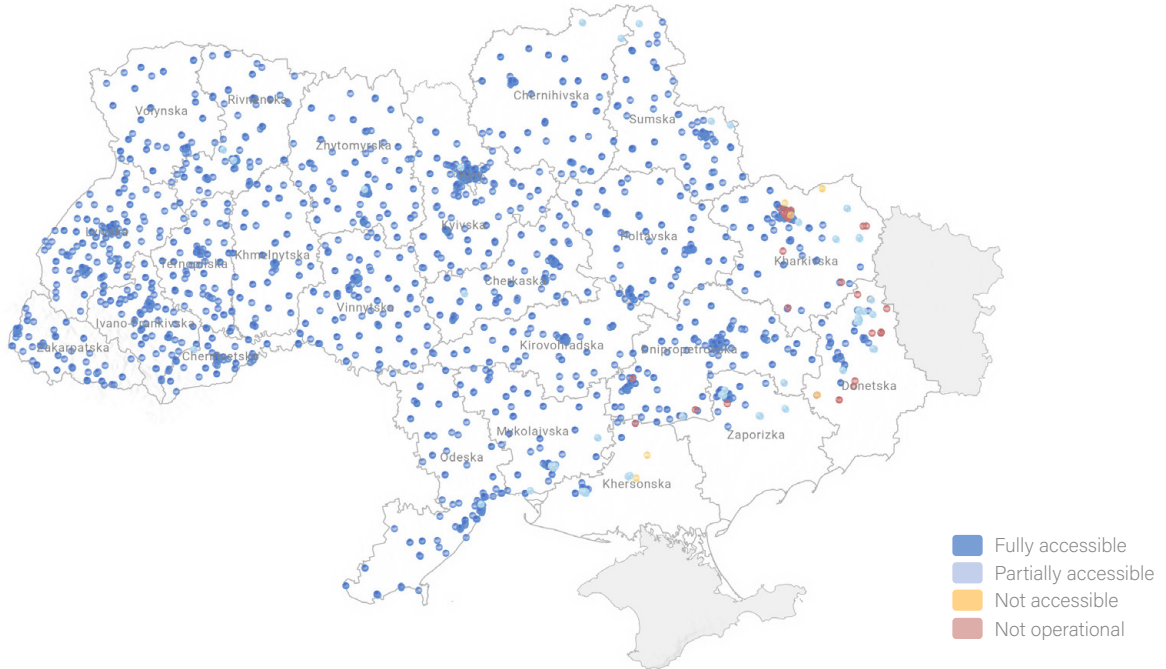 Chernihivska
Rivnenska
Volynska
Sumska
Zhytomyrska
Kyivska
Lvivska
Poltavska
Khmelnytska
Kharkivska
Ternopilska
Cherkaska
Vinnytska
Ivano-Frankivska
Kirovohradska
Zakarpatska
Dnipropetrovska
Chernivetska
Donetska
Mykolaivska
Zaporizka
Odeska
Khersonska
Fully accessible
Partially accessible
Not accessible
Not operational